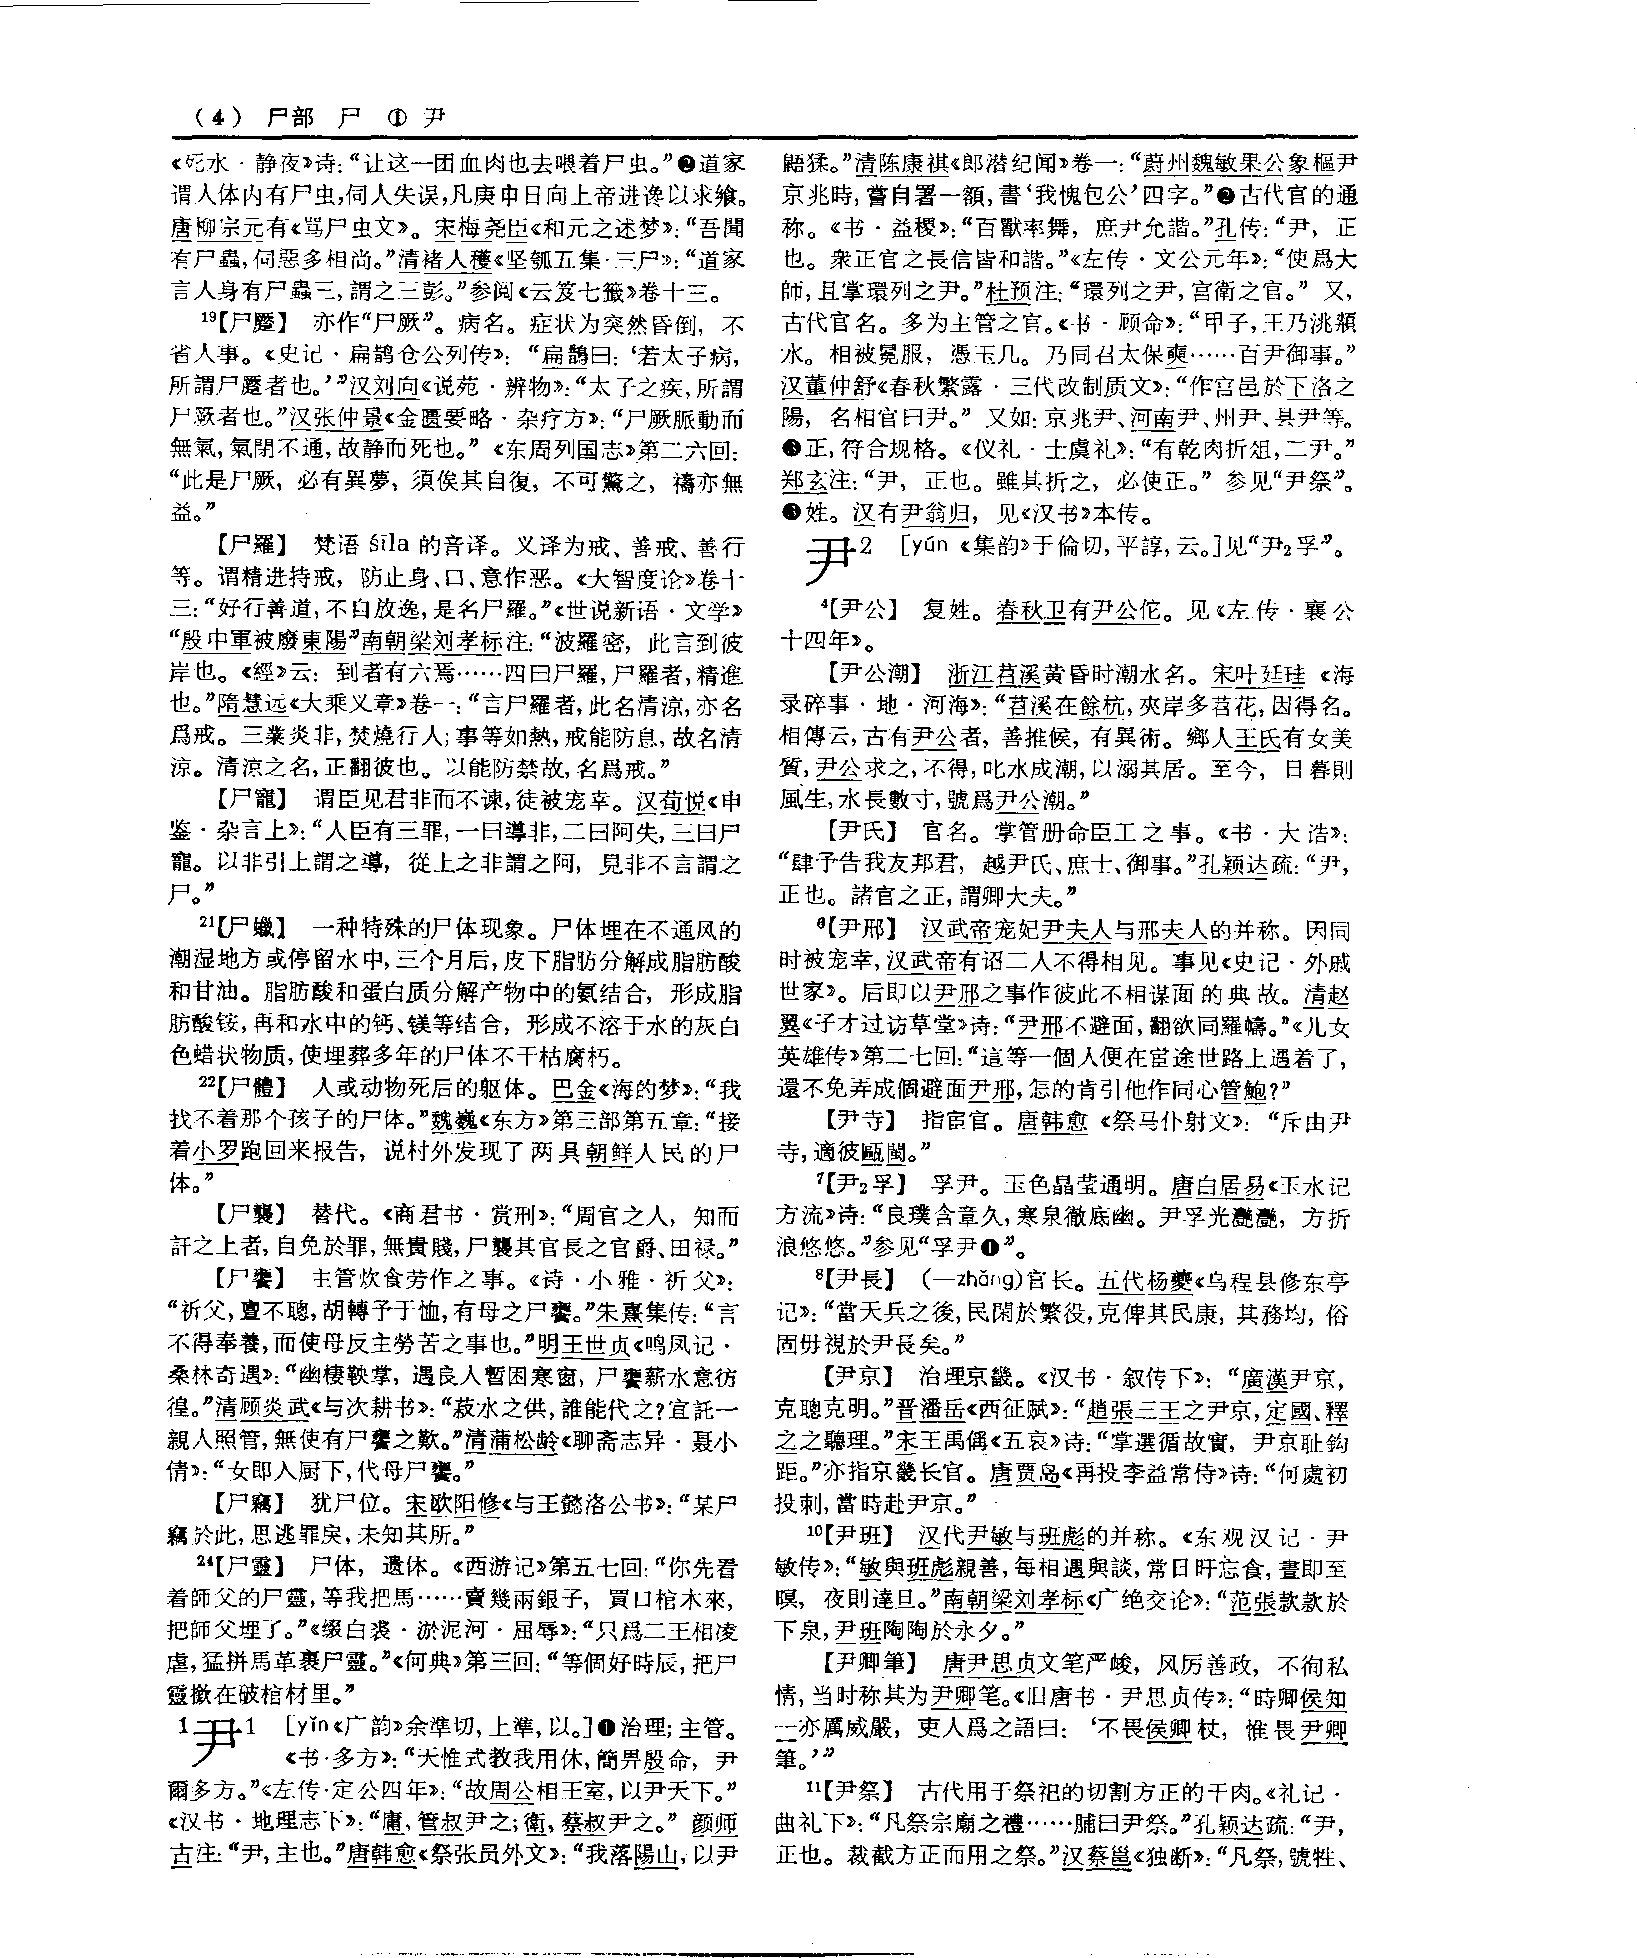 (4) 尸部 尸 ① 尹
《死水·静夜》诗：“让这一团血肉也去喂着尸虫。”❷道家
谓人体内有尸虫，伺人失误，凡庚申日向上帝进谗以求飨。
唐柳宗元有《骂尸虫文》。宋梅尧臣《和元之述梦》：“吾聞
有尸蟲，伺惡多相尚。”清褚人穫《坚瓠五集·三尸》：“道家
言人身有尸蟲三，謂之三彭。”参阅《云笈七籤》卷十三。
19【尸蹷】 亦作“尸厥”。病名。症状为突然昏倒，不
省人事。《史记·扁鹊仓公列传》：“扁鵲曰：‘若太子病，
所謂尸蹷者也。’”汉刘向《说苑·辨物》：“太子之疾，所謂
尸厥者也。”汉张仲景《金匮要略·杂疗方》：“尸厥脈動而
無氣，氣閉不通，故静而死也。”《东周列国志》第二六回：
“此是尸厥，必有異夢，須俟其自復，不可驚之，禱亦無
益。”
【尸羅】 梵语 śīla 的音译。义译为戒、善戒、善行
等。谓精进持戒，防止身、口、意作恶。《大智度论》卷十
三：“好行善道，不自放逸，是名尸羅。”《世说新语·文学》
“殷中軍被廢東陽”南朝梁刘孝标注：“波羅密，此言到彼
岸也。《經》云：到者有六焉……四曰尸羅，尸羅者，精進
也。”隋慧远《大乘义章》卷一：“言尸羅者，此名清涼，亦名
爲戒。三業炎非，焚燒行人；事等如熱，戒能防息，故名清
涼。清涼之名，正翻彼也。以能防禁故，名爲戒。”
【尸寵】 谓臣见君非而不谏，徒被宠幸。汉荀悦《申
鉴·杂言上》：“人臣有三罪，一曰導非，二曰阿失，三曰尸
寵。以非引上謂之導，從上之非謂之阿，見非不言謂之
尸。”
21【尸蠟】 一种特殊的尸体现象。尸体埋在不通风的
潮湿地方或停留水中，三个月后，皮下脂肪分解成脂肪酸
和甘油。脂肪酸和蛋白质分解产物中的氨结合，形成脂
肪酸铵，再和水中的钙、镁等结合，形成不溶于水的灰白
色蜡状物质，使埋葬多年的尸体不干枯腐朽。
22【尸體】 人或动物死后的躯体。巴金《海的梦》：“我
找不着那个孩子的尸体。”魏巍《东方》第三部第五章：“接
着小罗跑回来报告，说村外发现了两具朝鲜人民的尸
体。”
【尸襲】 替代。《商君书·赏刑》：“周官之人，知而
訐之上者，自免於罪，無貴賤，尸襲其官長之官爵、田禄。”
【尸饔】 主管炊食劳作之事。《诗·小雅·祈父》：
“祈父，亶不聰，胡轉予于恤，有母之尸饔。”朱熹集传：“言
不得奉養，而使母反主勞苦之事也。”明王世贞《鸣凤记·
桑林奇遇》：“幽棲鞅掌，遇良人暫困寒窗，尸饔薪水意彷
徨。”清顾炎武《与次耕书》：“菽水之供，誰能代之？宜託一
親人照管，無使有尸饔之歎。”清蒲松龄《聊斋志异·聂小
倩》：“女即入厨下，代母尸饔。”
【尸竊】 犹尸位。宋欧阳修《与王懿洛公书》：“某尸
竊於此，思逃罪戾，未知其所。”
24【尸靈】 尸体，遗体。《西游记》第五七回：“你先看
着師父的尸靈，等我把馬……賣幾兩銀子，買口棺木來，
把師父埋了。”《缀白裘·淤泥河·屈辱》：“只爲二王相凌
虐，猛拼馬革裹尸靈。”《何典》第三回：“等個好時辰，把尸
靈撳在破棺材里。”
1尹1 [yǐn《广韵》余準切，上準，以。]❶治理；主管。
《书·多方》：“天惟式教我用休，簡畀殷命，尹
爾多方。”《左传·定公四年》：“故周公相王室，以尹天下。”
《汉书·地理志下》：“庸，管叔尹之；衛，蔡叔尹之。”颜师
古注：“尹，主也。”唐韩愈《祭张员外文》：“我落陽山，以尹
鼯猱。”清陈康祺《郎潜纪闻》卷一：“蔚州魏敏果公象樞尹
京兆時，嘗自署一額，書‘我愧包公’四字。”❷古代官的通
称。《书·益稷》：“百獸率舞，庶尹允諧。”孔传：“尹，正
也。衆正官之長信皆和諧。”《左传·文公元年》：“使爲大
師，且掌環列之尹。”杜预注：“環列之尹，宫衛之官。”又，
古代官名。多为主管之官。《书·顾命》：“甲子，王乃洮頮
水。相被冕服，憑玉几。乃同召太保奭……百尹御事。”
汉董仲舒《春秋繁露·三代改制质文》：“作宫邑於下洛之
陽，名相官曰尹。”又如：京兆尹、河南尹、州尹、县尹等。
❸正，符合规格。《仪礼·士虞礼》：“有乾肉折俎，二尹。”
郑玄注：“尹，正也。雖其折之，必使正。”参见“尹祭”。
❸姓。汉有尹翁归，见《汉书》本传。
尹2 [yún《集韵》于倫切，平諄，云。]见“尹2孚”。
4【尹公】 复姓。春秋卫有尹公佗。见《左传·襄公
十四年》。
【尹公潮】 浙江苕溪黄昏时潮水名。宋叶廷珪《海
录碎事·地·河海》：“苕溪在餘杭，夾岸多苕花，因得名。
相傳云，古有尹公者，善推候，有異術。鄉人王氏有女美
質，尹公求之，不得，叱水成潮，以溺其居。至今，日暮則
風生，水長數寸，號爲尹公潮。”
【尹氏】 官名。掌管册命臣工之事。《书·大浩》：
“肆予告我友邦君，越尹氏、庶士、御事。”孔颖达疏：“尹，
正也。諸官之正，謂卿大夫。”
6【尹邢】 汉武帝宠妃尹夫人与邢夫人的并称。因同
时被宠幸，汉武帝有诏二人不得相见。事见《史记·外戚
世家》。后即以尹邢之事作彼此不相谋面的典故。清赵
翼《子才过访草堂》诗：“尹邢不避面，翻欲同羅幬。”《儿女
英雄传》第二七回：“這等一個人便在宦途世路上遇着了，
還不免弄成個避面尹邢，怎的肯引他作同心管鮑？”
【尹寺】 指宦官。唐韩愈《祭马仆射文》：“斥由尹
寺，適彼甌閩。”
7【尹2孚】 孚尹。玉色晶莹通明。唐白居易《玉水记
方流》诗：“良璞含章久，寒泉徹底幽。尹孚光灩灩，方折
浪悠悠。”参见“孚尹❶”。
8【尹長】 (—zhǎng)官长。五代杨夔《乌程县修东亭
记》：“當天兵之後，民閑於繁役，克俾其民康，其務均，俗
固毋視於尹長矣。”
【尹京】 治理京畿。《汉书·叙传下》：“廣漢尹京，
克聰克明。”晋潘岳《西征赋》：“趙張三王之尹京，定國、釋
之之聽理。”宋王禹偁《五哀》诗：“掌選循故實，尹京耻鈎
距。”亦指京畿长官。唐贾岛《再投李益常侍》诗：“何處初
投刺，當時赴尹京。”
10【尹班】 汉代尹敏与班彪的并称。《东观汉记·尹
敏传》：“敏與班彪親善，每相遇與談，常日旰忘食，晝即至
暝，夜則達旦。”南朝梁刘孝标《广绝交论》：“范張款款於
下泉，尹班陶陶於永夕。”
【尹卿筆】 唐尹思贞文笔严峻，风厉善政，不徇私
情，当时称其为尹卿笔。《旧唐书·尹思贞传》：“時卿侯知
一亦厲威嚴，吏人爲之語曰：‘不畏侯卿杖，惟畏尹卿
筆。’”
11【尹祭】 古代用于祭祀的切割方正的干肉。《礼记·
曲礼下》：“凡祭宗廟之禮……脯曰尹祭。”孔颖达疏：“尹，
正也。裁截方正而用之祭。”汉蔡邕《独断》：“凡祭，號牲、